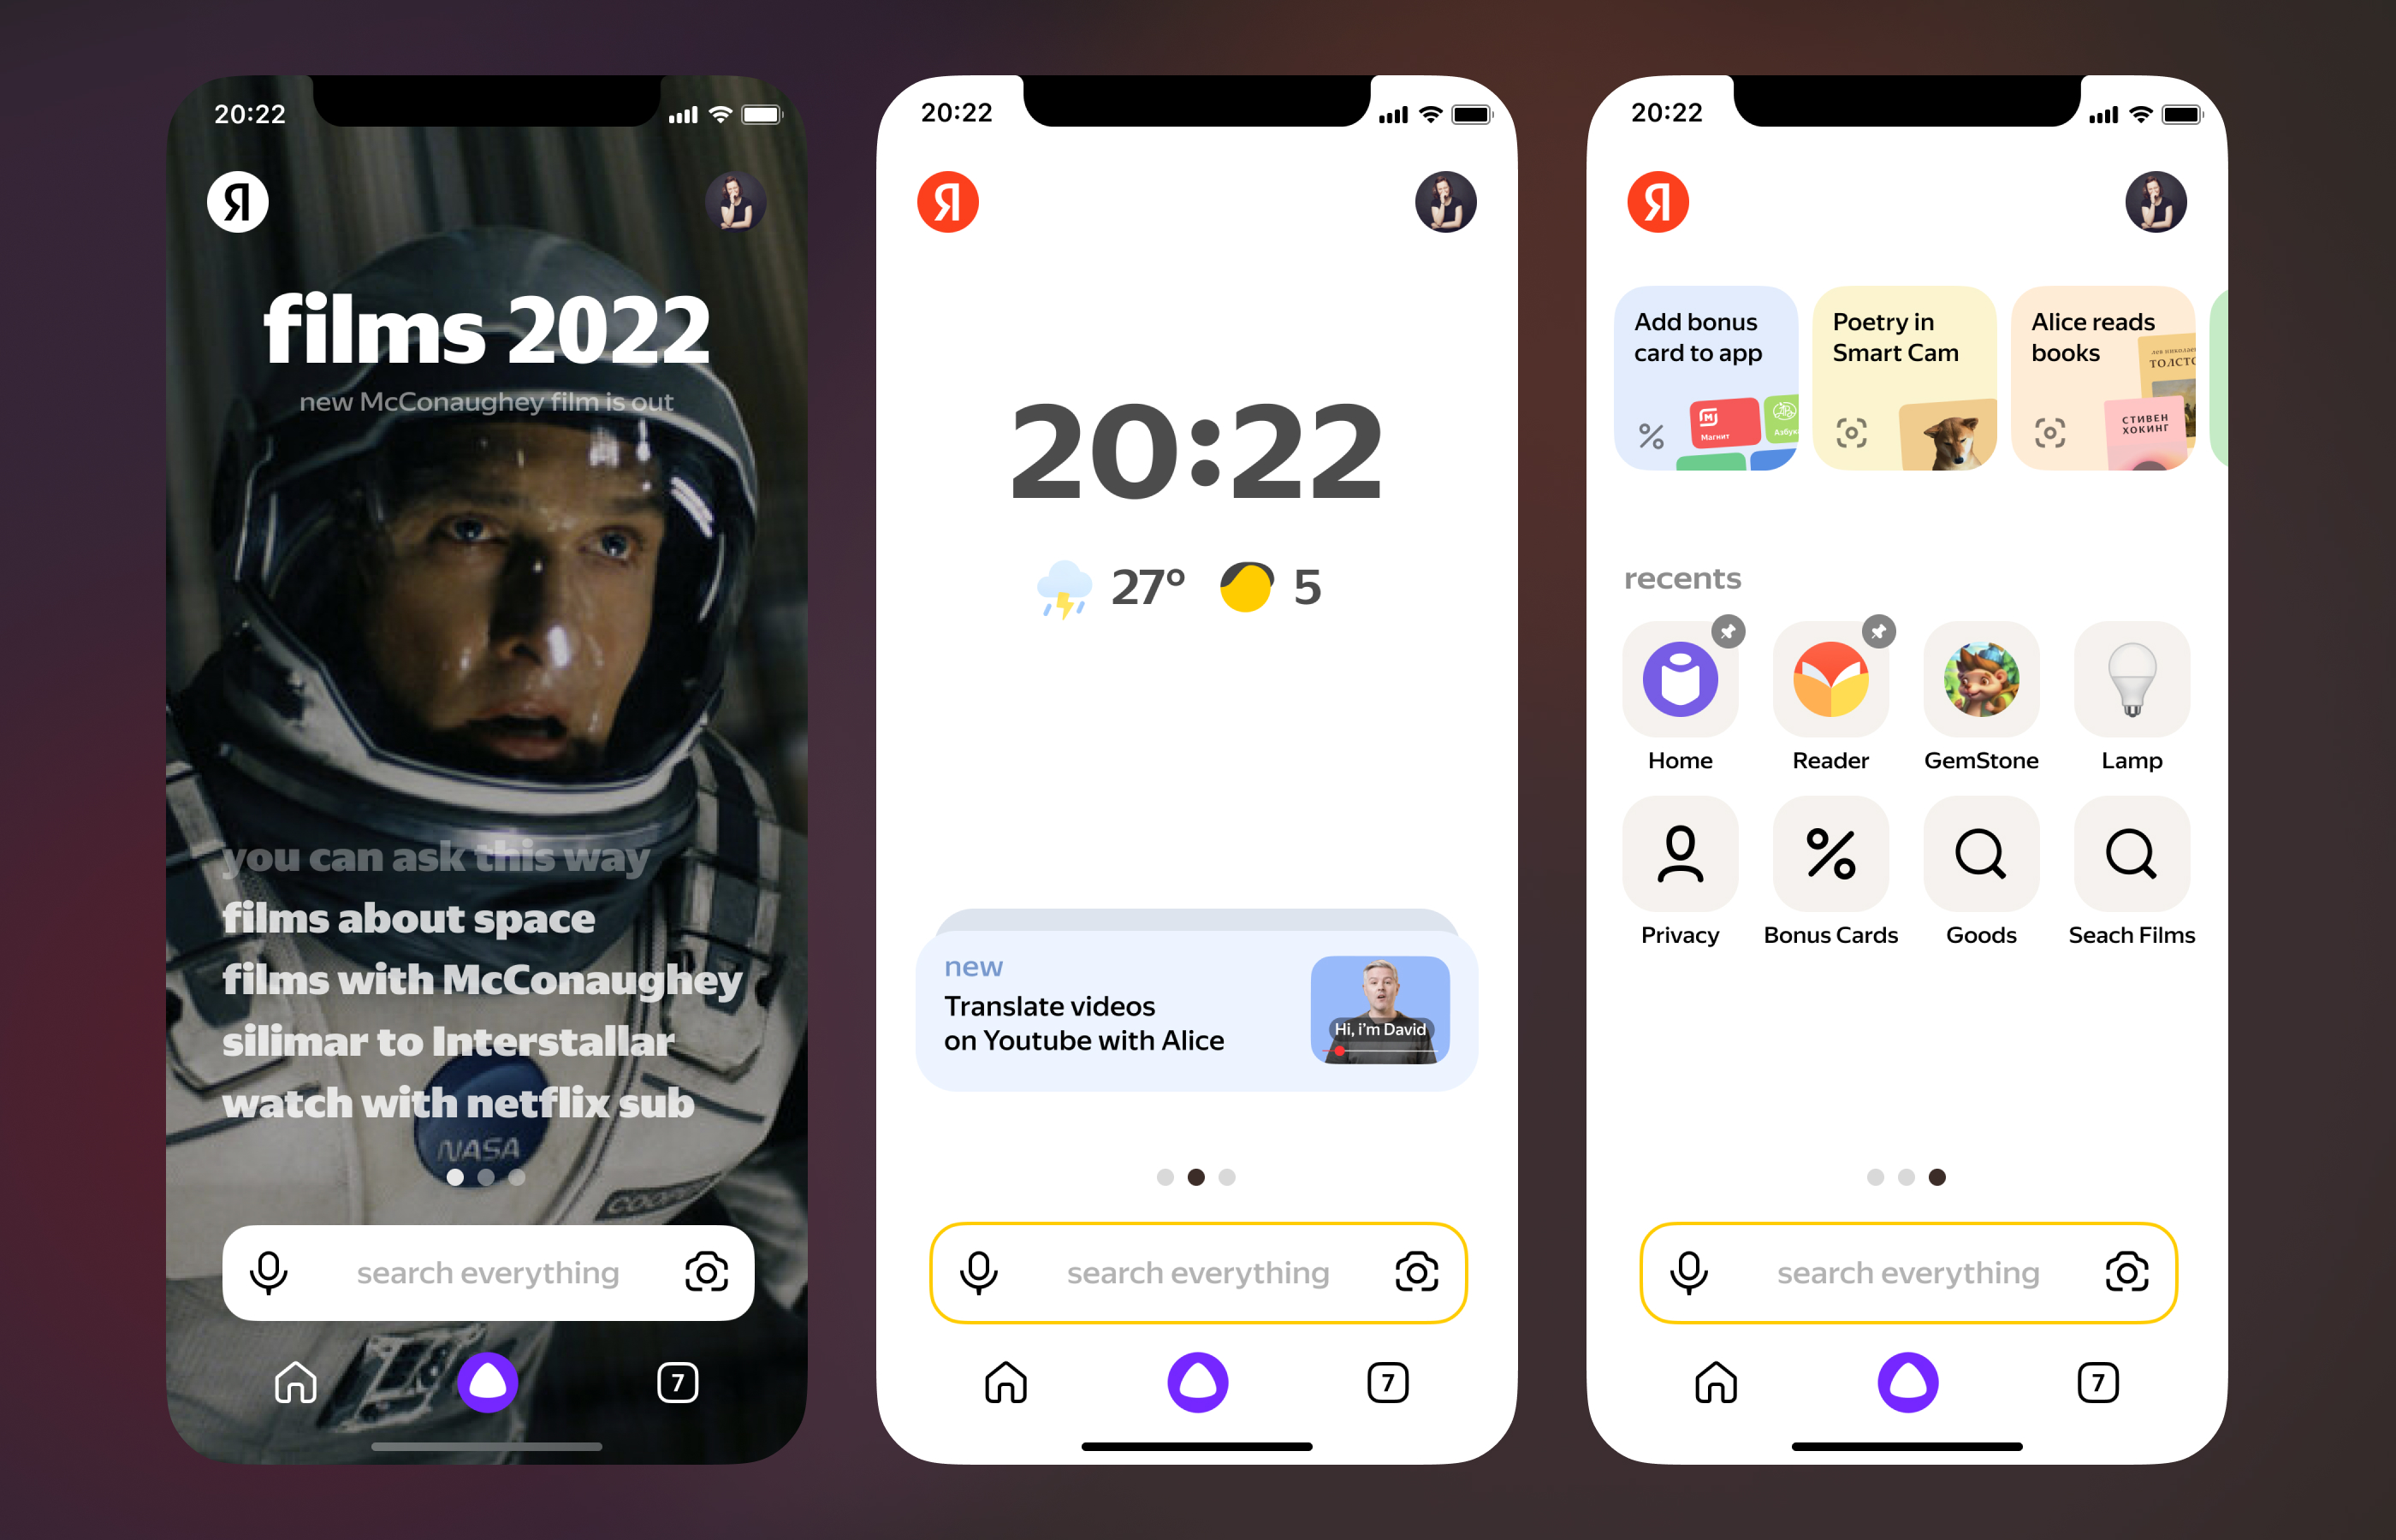 20:22
Я
films 2022
new McConaughey film is out
you can ask this way
films about space
films with McConaughey
silimar to Interstallar
watch with netflix sub
NASA
search everything
7
20:22
Я
20:22
27°
5
new
Translate videos
on Youtube with Alice
Hi, i'm David
search everything
7
20:22
Я
Add bonus
card to app
Магнит
Poetry in
Smart Cam
Alice reads
books
СТИВЕН
ХОКИНГ
recents
Home
Reader
GemStone
Lamp
Privacy
Bonus Cards
Goods
Seach Films
search everything
7